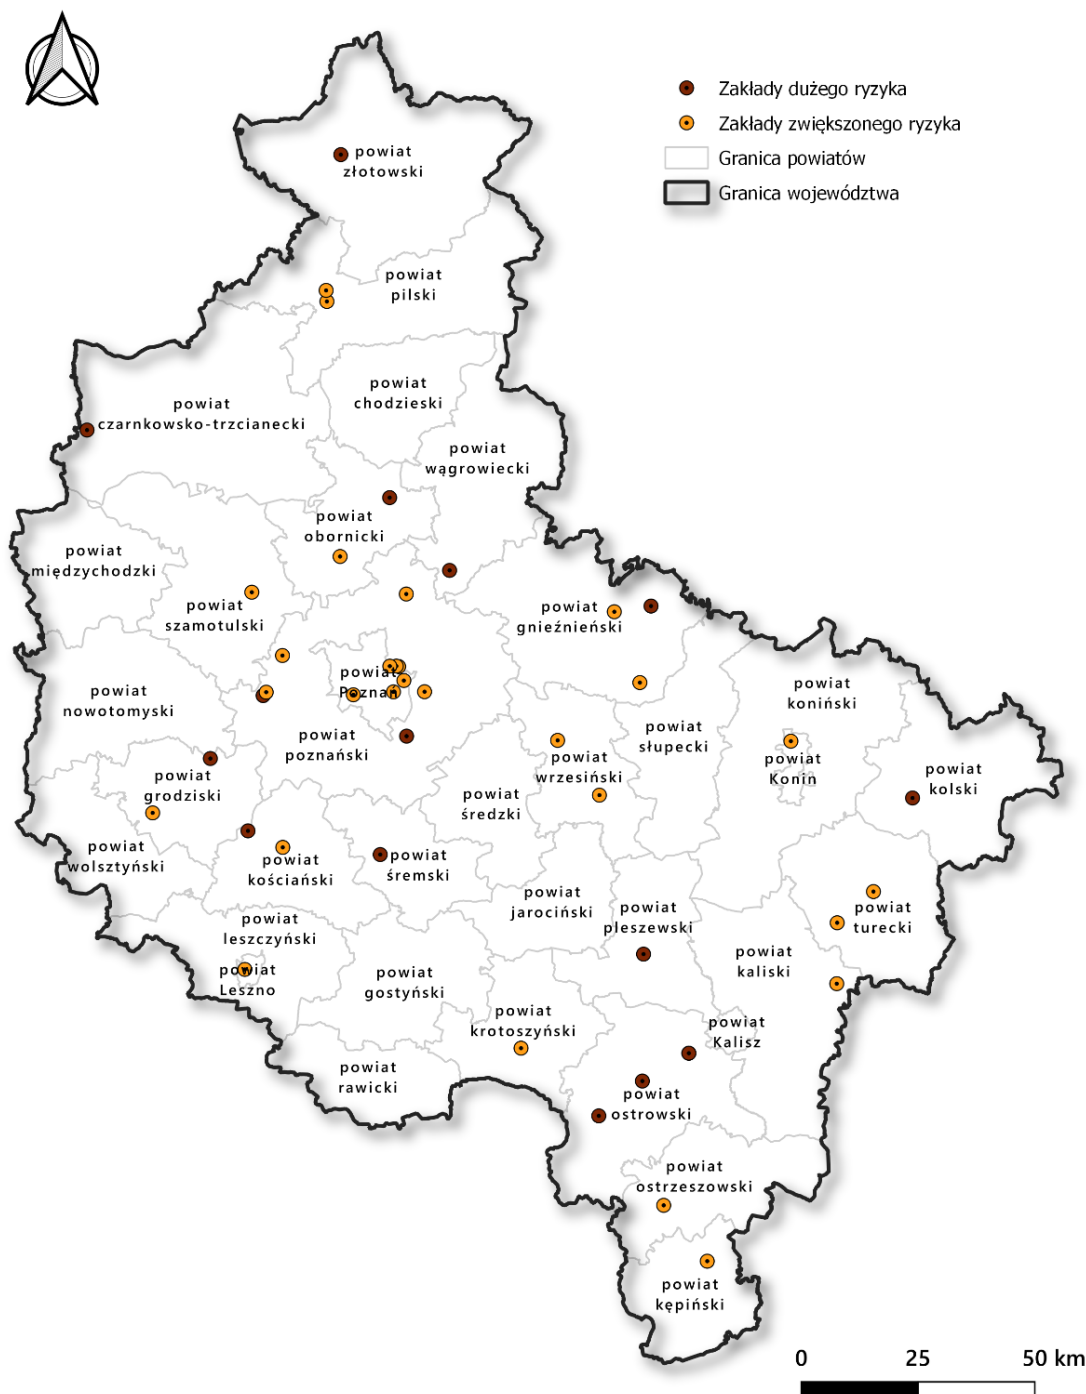 Zakłady dużego ryzyka
Zakłady zwiększonego ryzyka
Granica powiatów
Granica województwa
powiat
złotowski
powiat
pilski
powiat
chodzieski
powiat
czarnkowsko-trzcianecki
powiat
wągrowiecki
powiat
obornicki
powiat
międzychodzki
powiat
szamotulski
powiat
gnieźnieński
powiat
Poznań
powiat
nowotomyski
powiat
koniński
powiat
poznański
powiat
słupecki
powiat
wrzesiński
powiat
Konin
powiat
kolski
powiat
grodziski
powiat
średzki
powiat
wolsztyński
powiat
kościański
powiat
śremski
powiat
jarociński
powiat
pleszewski
powiat
turecki
powiat
leszczyński
powiat
kaliski
powiat
Leszno
powiat
gostyński
powiat
krotoszyński
powiat
Kalisz
powiat
rawicki
powiat
ostrowski
powiat
ostrzeszowski
powiat
kępiński
0 25 50 km